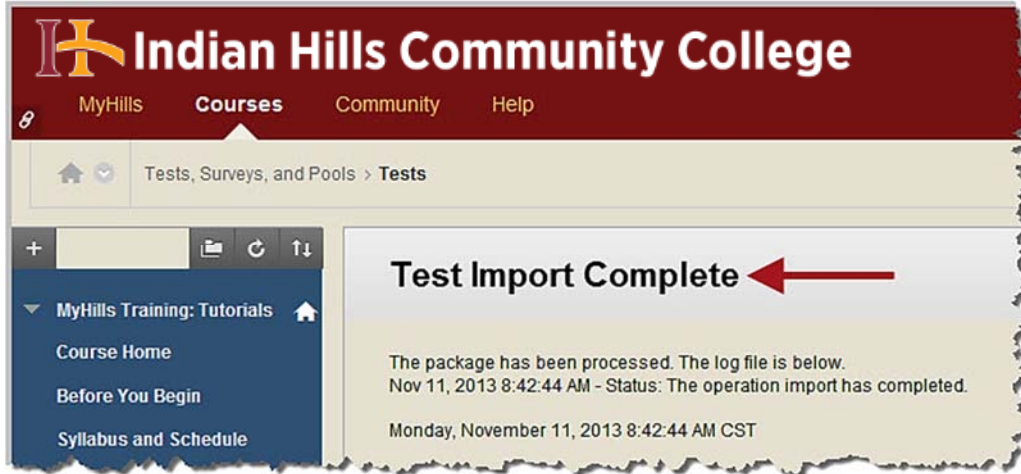 Indian Hills Community College
MyHills Courses Community Help
Tests, Surveys, and Pools > Tests
Test Import Complete
MyHills Training: Tutorials
Course Home
Before You Begin
Syllabus and Schedule
The package has been processed. The log file is below.
Nov 11, 2013 8:42:44 AM - Status: The operation import has completed.
Monday, November 11, 2013 8:42:44 AM CST